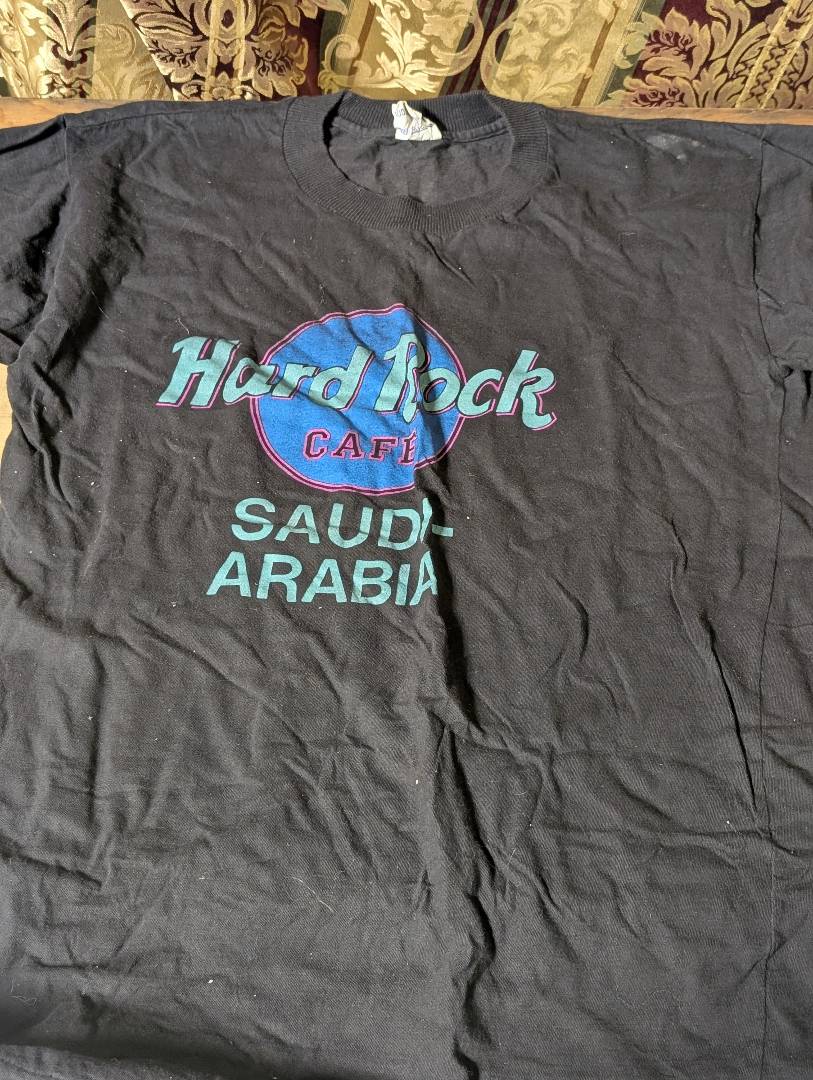 Hard Rock
CAFE
SAUDI-
ARABIA